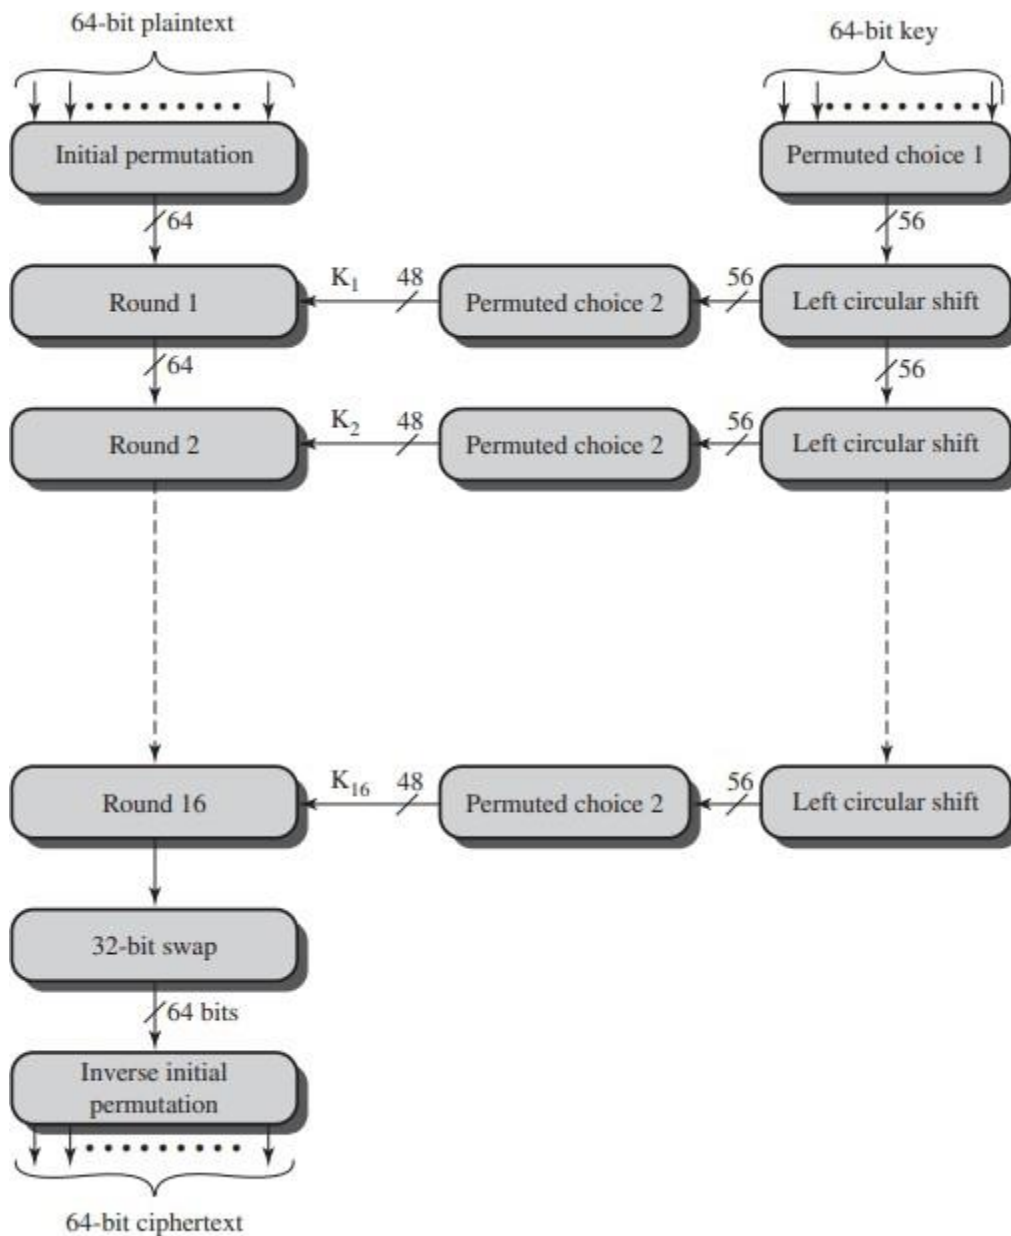 64-bit plaintext
64-bit key
Initial permutation
Permuted choice 1
64
56
Round 1
K₁
48
Permuted choice 2
56
Left circular shift
64
56
Round 2
K₂
48
Permuted choice 2
56
Left circular shift
Round 16
K₁₆
48
Permuted choice 2
56
Left circular shift
32-bit swap
64 bits
Inverse initial
permutation
64-bit ciphertext